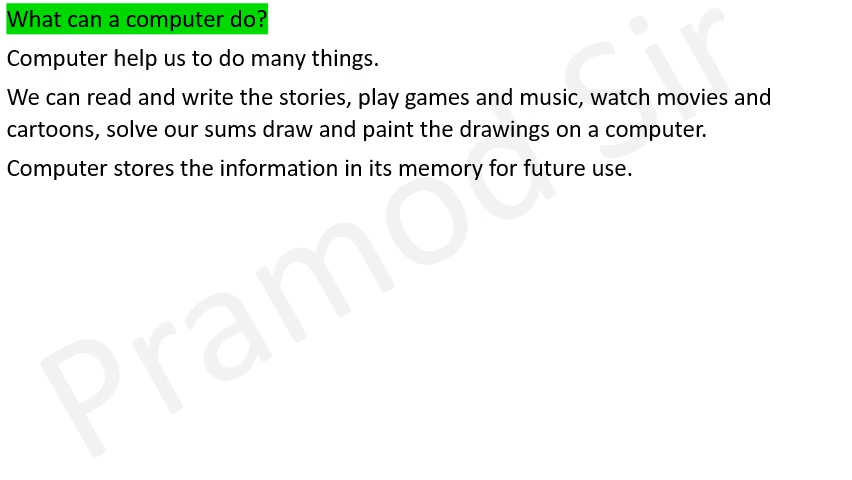 What can a computer do?
Computer help us to do many things.
We can read and write the stories, play games and music, watch movies and
cartoons, solve our sums draw and paint the drawings on a computer.
Computer stores the information in its memory for future use.
Pramod Sir